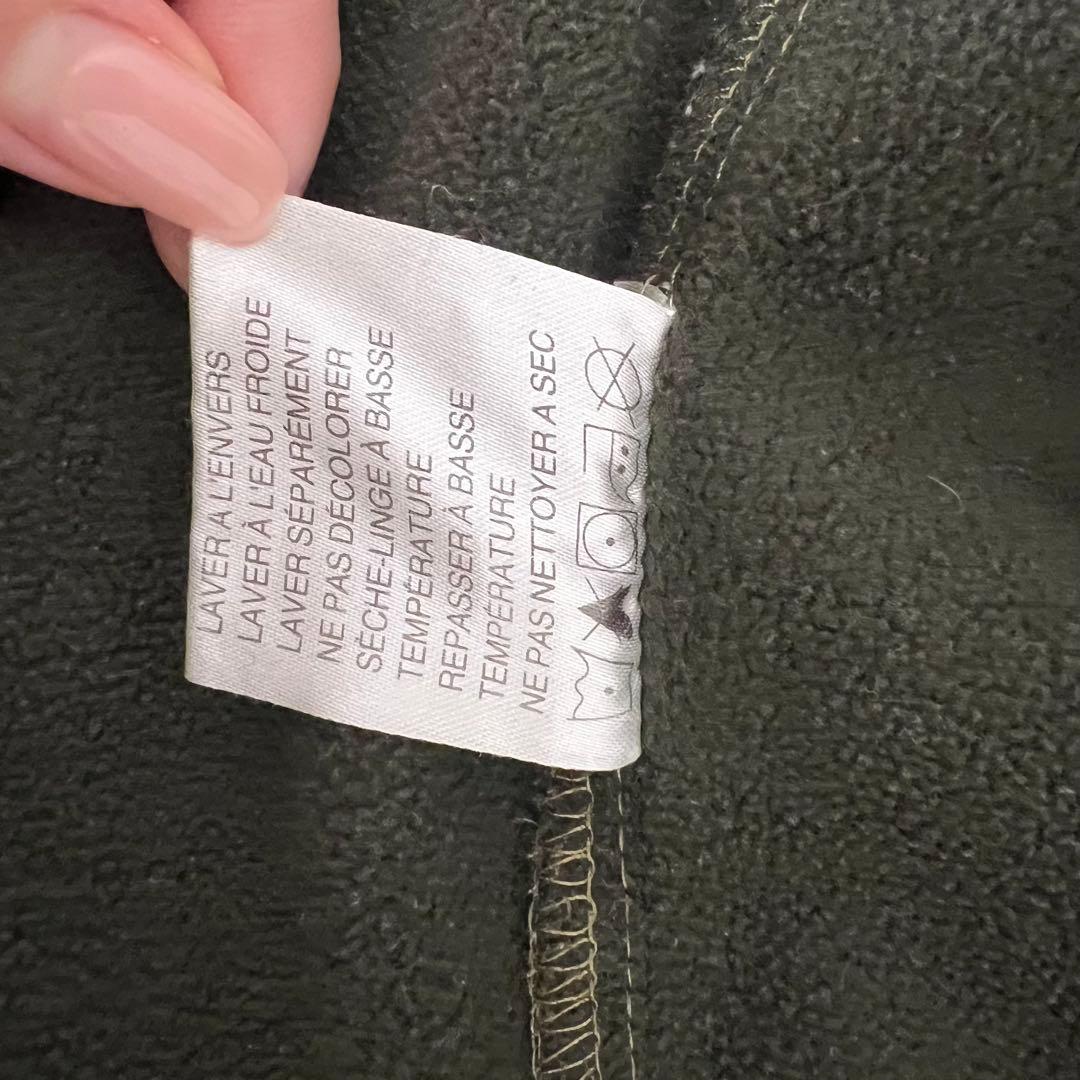 LAVER A L'ENVERS
LAVER À L'EAU FROIDE
LAVER SÉPARÉMENT
NE PAS DÉCOLORER
SÈCHE-LINGE À BASSE
TEMPÉRATURE
REPASSER À BASSE
TEMPÉRATURE
NE PAS NETTOYER A SEC